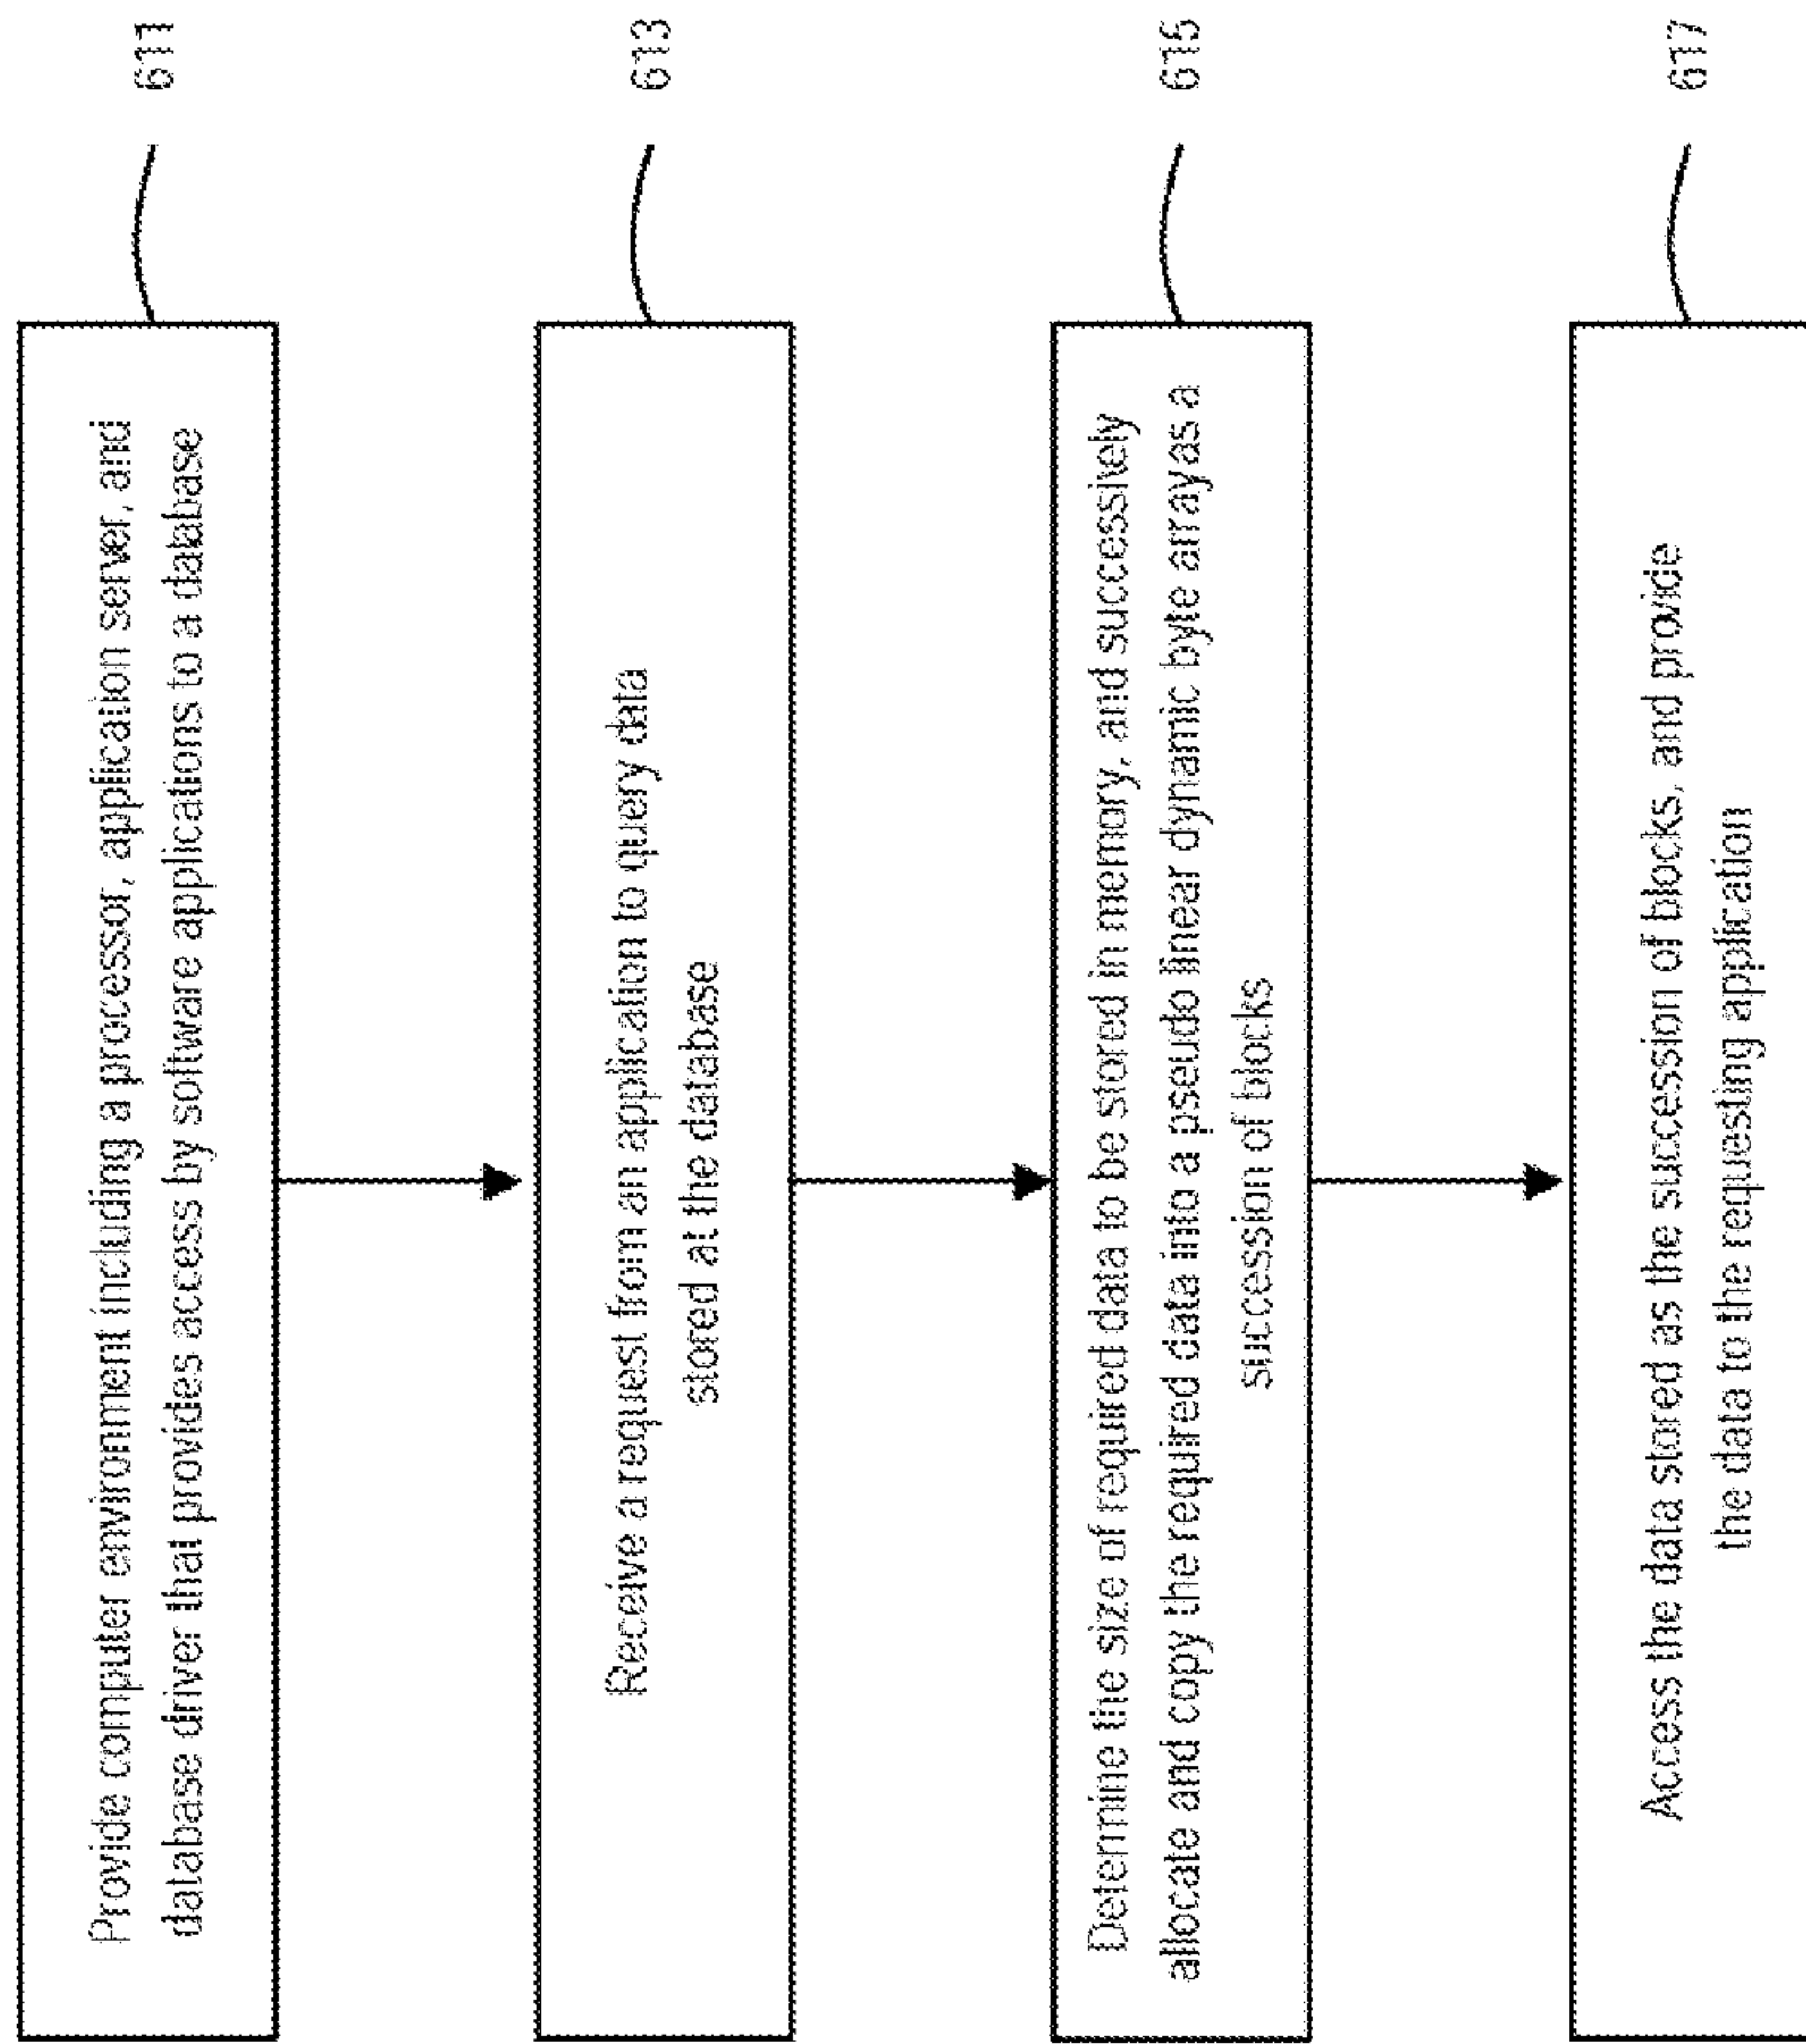 Provide computer environment including a processor, application server, and
database driver that provides access by software applications to a database
611
Receive a request from an application to query data
stored at the database
613
Determine the size of required data to be stored in memory, and successively
allocate and copy the required data into a pseudo linear dynamic byte arrayas a
succession of blocks
615
Access the data stored as the succession of blocks, and provide
the data to the requesting application
617